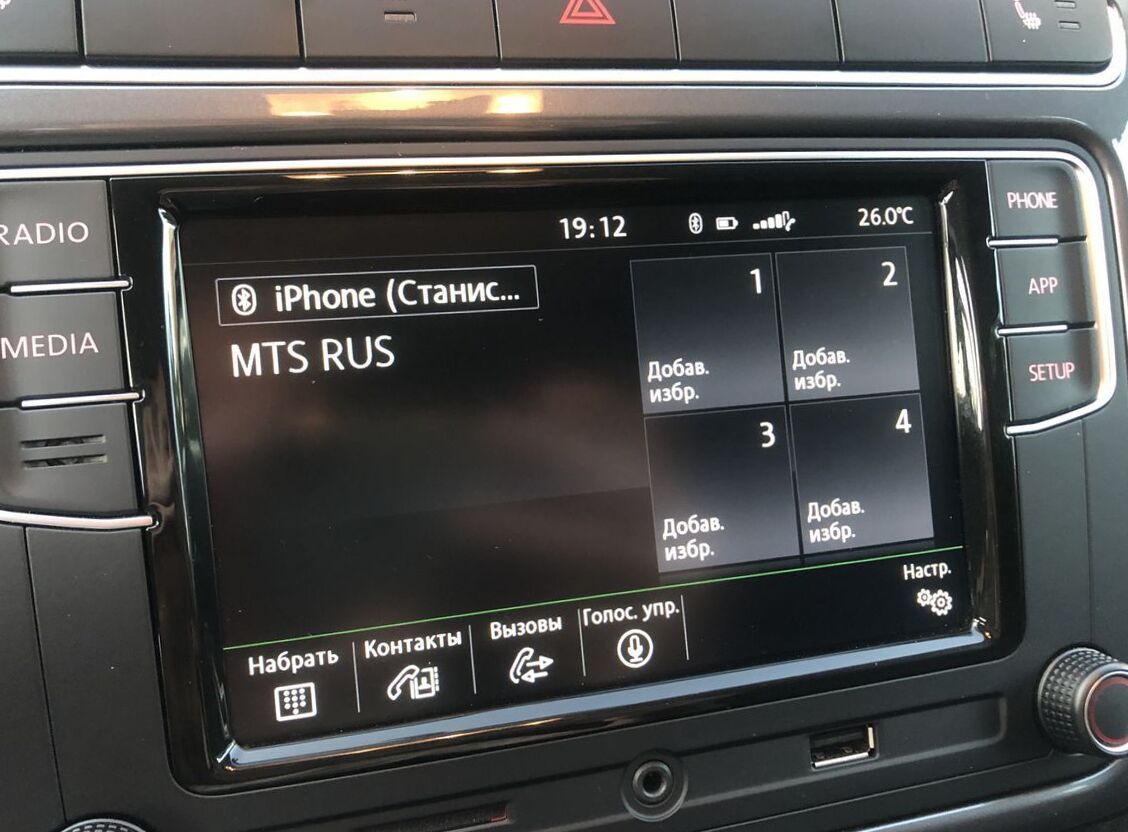 RADIO
MEDIA
19:12
26.0°C
iPhone (Станис...
MTS RUS
1
Добав.
избр.
2
Добав.
избр.
3
Добав.
избр.
4
Добав.
избр.
Настр.
Набрать
Контакты
Вызовы
Голос. упр.
PHONE
APP
SETUP